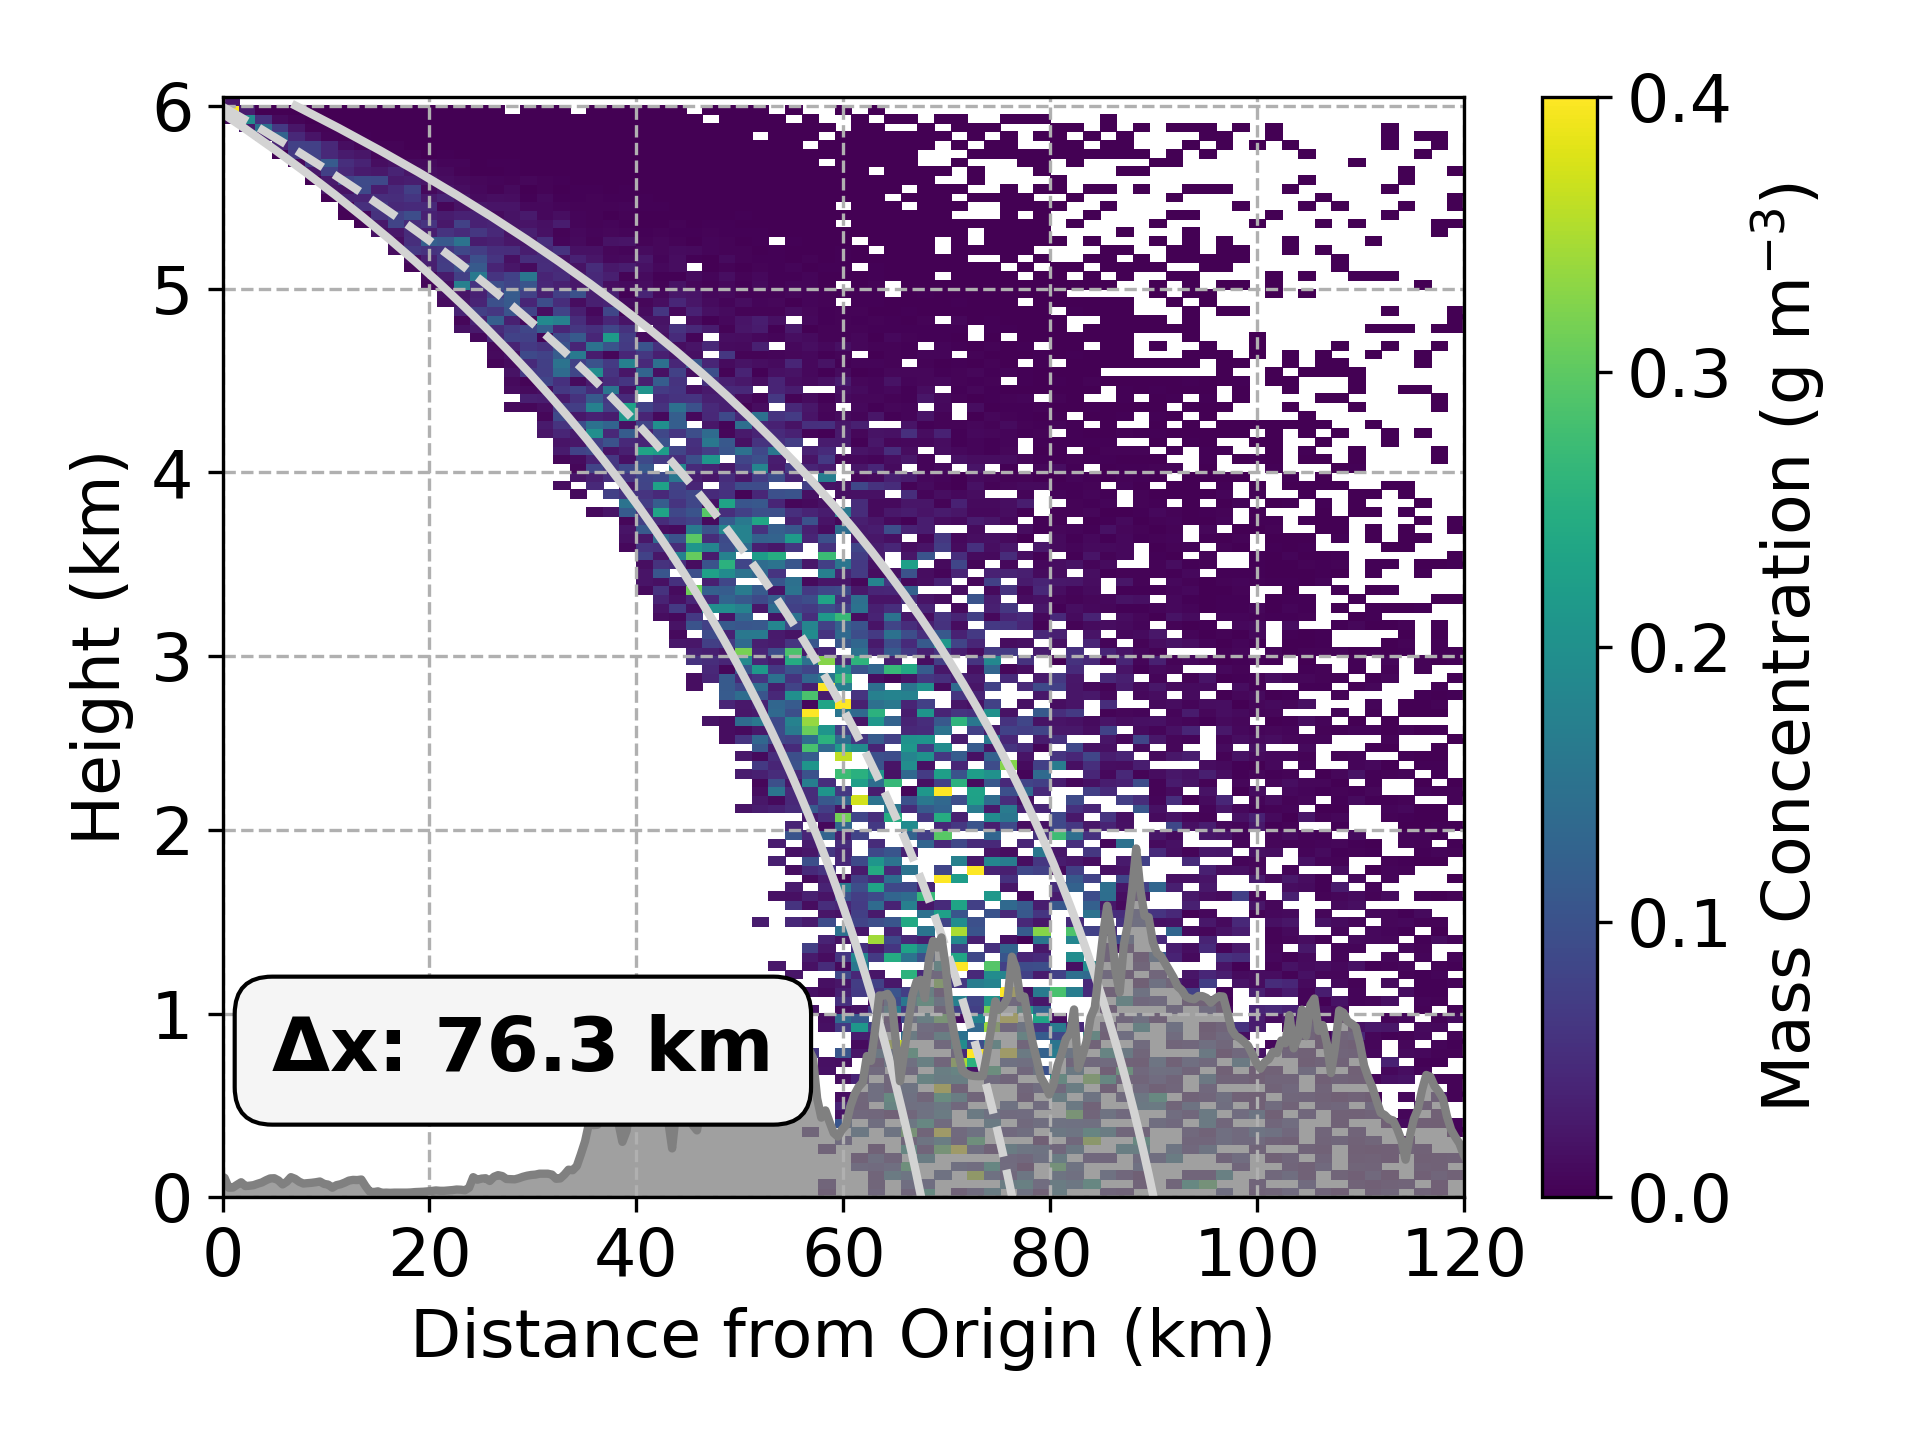 6
5
4
3
2
1
0
Height (km)
Δx: 76.3 km
0 20 40 60 80 100 120
Distance from Origin (km)
0.4
0.3
0.2
0.1
0.0
Mass Concentration (g m⁻³)